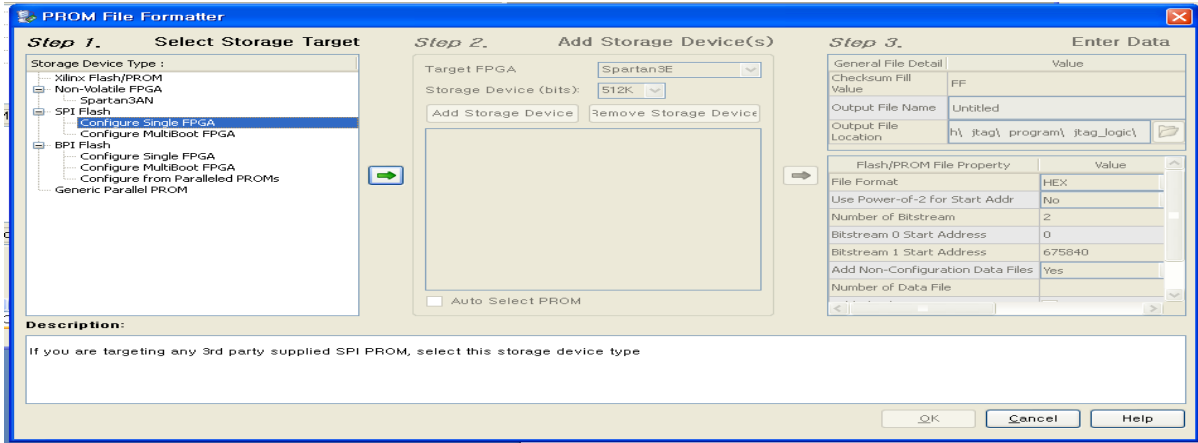 PROM File Formatter
Step 1. Select Storage Target
Storage Device Type :
Xilinx Flash/PROM
Non-Volatile FPGA
Spartan3AN
SPI Flash
Configure Single FPGA
Configure MultiBoot FPGA
BPI Flash
Configure Single FPGA
Configure MultiBoot FPGA
Configure from Paralleled PROMs
Generic Parallel PROM
Step 2. Add Storage Device(s)
Target FPGA Spartan3E
Storage Device (bits): 512K
Add Storage Device Remove Storage Device
Auto Select PROM
Step 3. Enter Data
General File Detail Value
Checksum Fill Value FF
Output File Name Untitled
Output File Location h\ jtag\ program\ jtag_logic\
Flash/PROM File Property Value
File Format HEX
Use Power-of-2 for Start Addr No
Number of Bitstream 2
Bitstream 0 Start Address 0
Bitstream 1 Start Address 675840
Add Non-Configuration Data Files Yes
Number of Data File
Description:
If you are targeting any 3rd party supplied SPI PROM, select this storage device type
OK Cancel Help